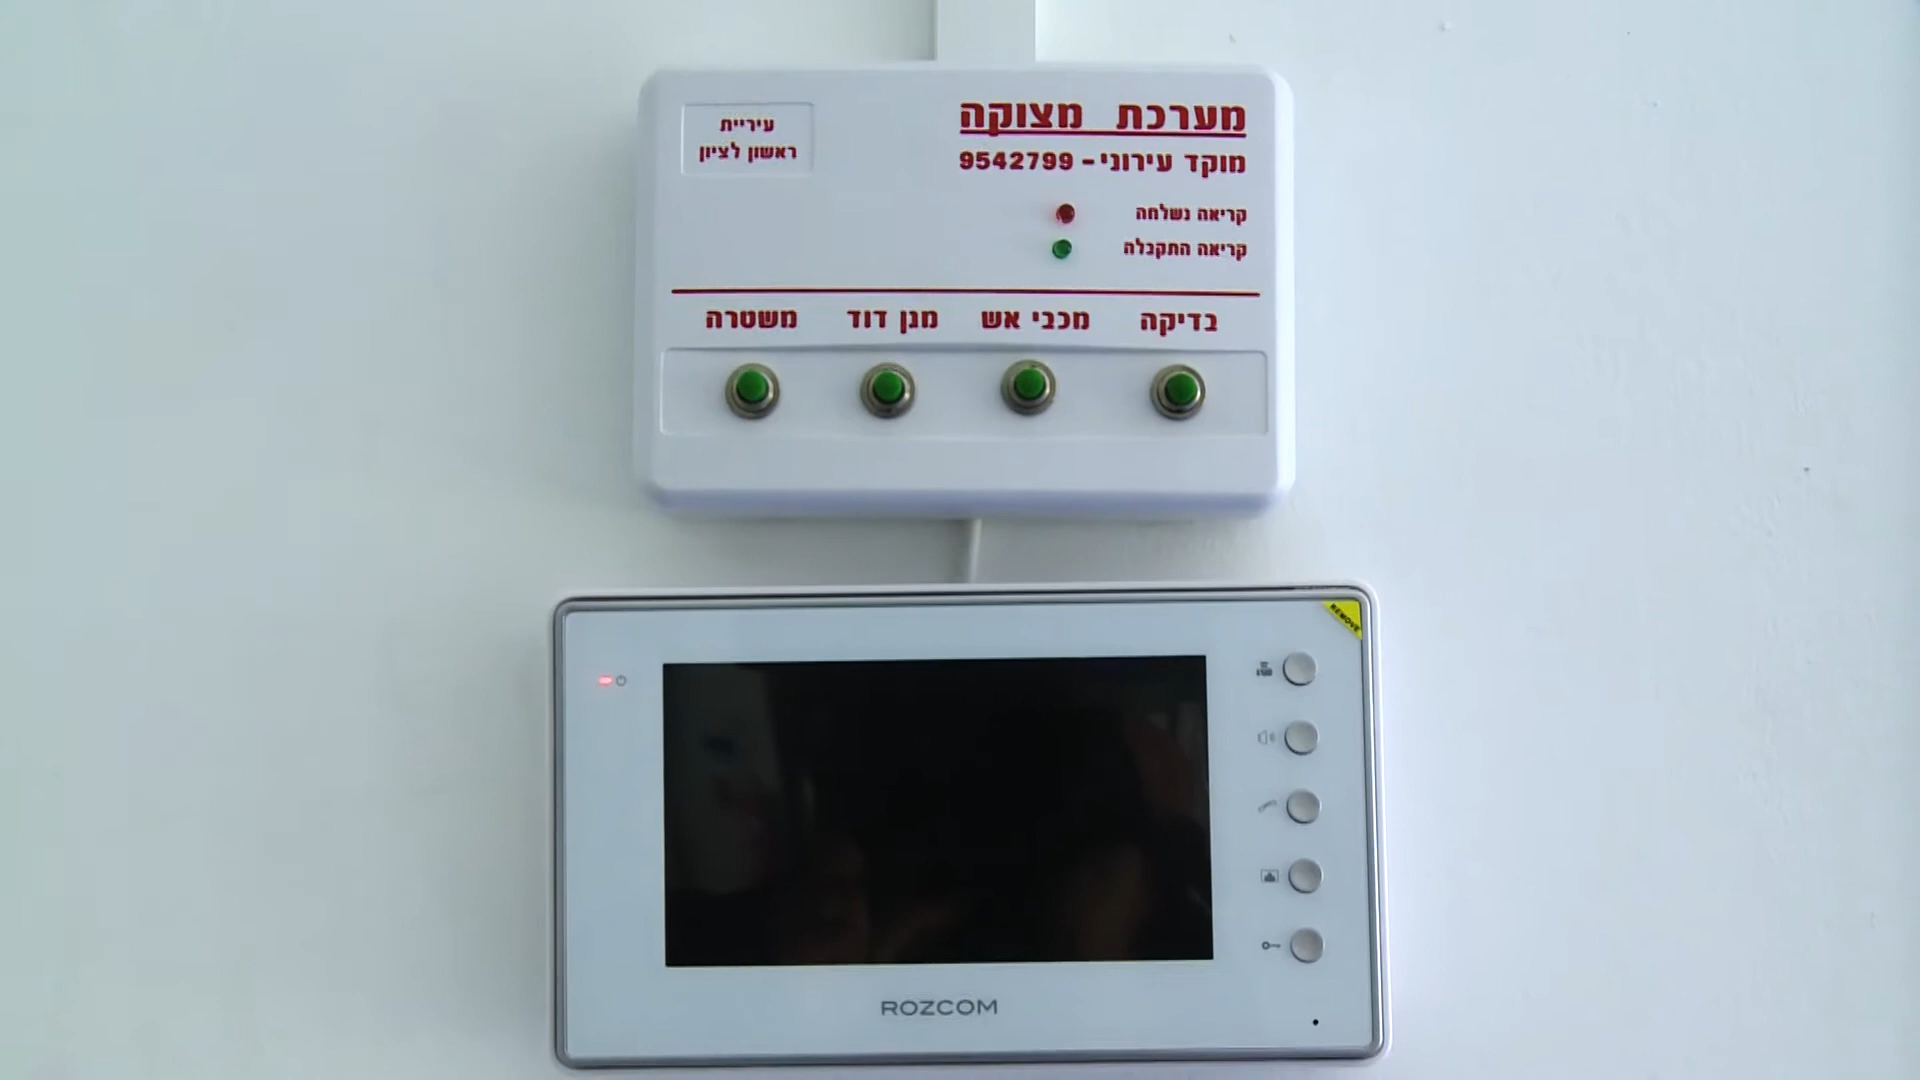 מערכת מצוקה
מוקד עירוני - 9542799
קריאה נשלחה
קריאה התקבלה
עיריית
ראשון לציון
בדיקה
מכבי אש
מגן דוד
משטרה
REMOVE
ROZCOM